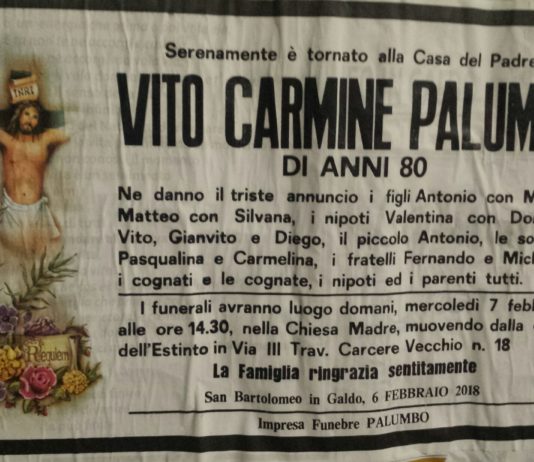 INRI
Serenamente è tornato alla Casa del Padre
VITO CARMINE PALUM
DI ANNI 80
Ne danno il triste annuncio i figli Antonio con M
Matteo con Silvana, i nipoti Valentina con Do
Vito, Gianvito e Diego, il piccolo Antonio, le so
Pasqualina e Carmelina, i fratelli Fernando e Mich
i cognati e le cognate, i nipoti ed i parenti tutti.
I funerali avranno luogo domani, mercoledì 7 febb
alle ore 14.30, nella Chiesa Madre, muovendo dalla
dell'Estinto in Via III Trav. Carcere Vecchio n. 18
La Famiglia ringrazia sentitamente
San Bartolomeo in Galdo, 6 FEBBRAIO 2018
Impresa Funebre PALUMBO
Requiem